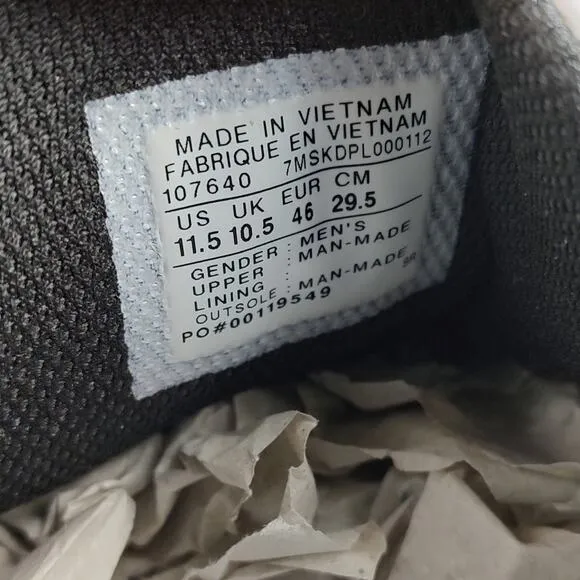 MADE IN VIETNAM
FABRIQUE EN VIETNAM
107640 7MSKDPL000112
US UK EUR CM
11.5 10.5 46 29.5
GENDER : MEN'S
UPPER : MAN-MADE
LINING :
OUTSOLE : MAN-MADE
PO#00119549 SR